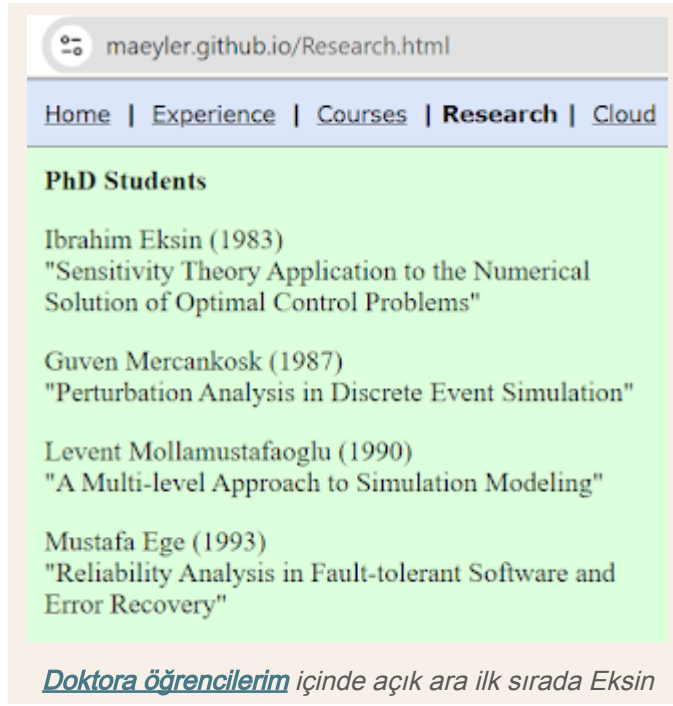 maeyler.github.io/Research.html
Home | Experience | Courses | Research | Cloud
PhD Students
Ibrahim Eksin (1983)
"Sensitivity Theory Application to the Numerical
Solution of Optimal Control Problems"
Guven Mercankosk (1987)
"Perturbation Analysis in Discrete Event Simulation"
Levent Mollamustafaoglu (1990)
"A Multi-level Approach to Simulation Modeling"
Mustafa Ege (1993)
"Reliability Analysis in Fault-tolerant Software and
Error Recovery"
Doktora öğrencilerim içinde açık ara ilk sırada Eksin